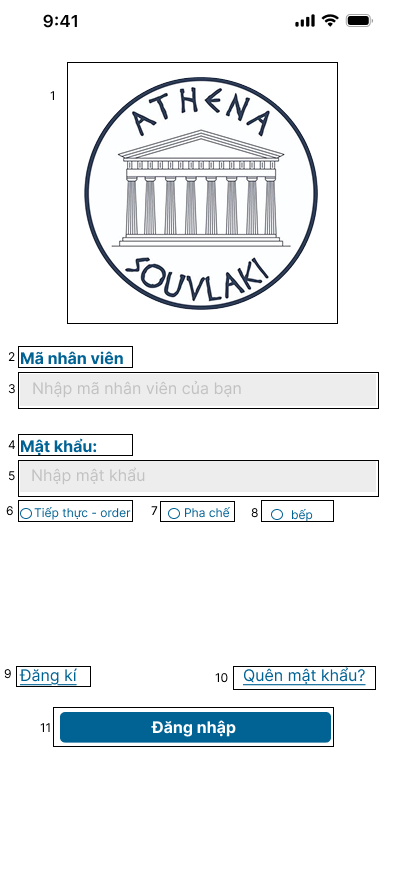 9:41
1
ATHENA
SOUVLAKI
2 Mã nhân viên
3 Nhập mã nhân viên của bạn
4 Mật khẩu:
5 Nhập mật khẩu
6 Tiếp thực - order 7 Pha chế 8 bếp
9 Đăng kí 10 Quên mật khẩu?
11 Đăng nhập